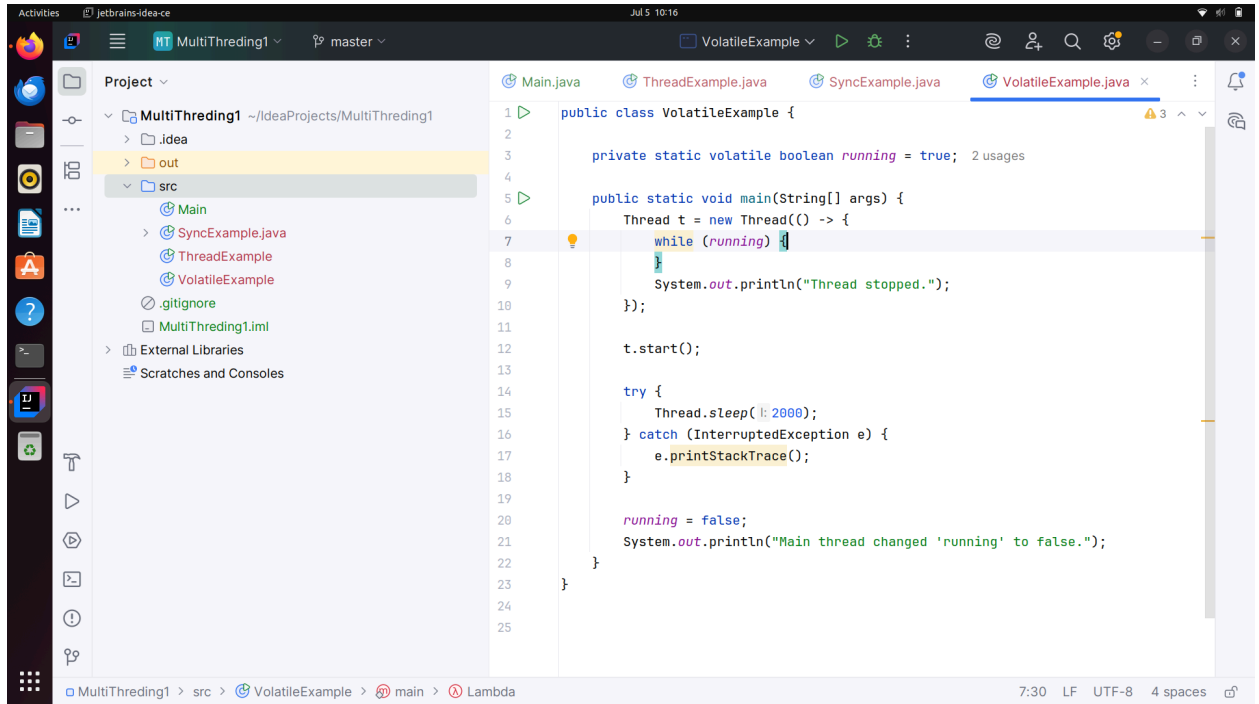 Activities jetbrains-idea-ce Jul 5 10:16
MT MultiThreding1 master VolatileExample
Project
Main.java ThreadExample.java SyncExample.java VolatileExample.java
MultiThreding1 ~/IdeaProjects/MultiThreding1
.idea
out
src
Main
SyncExample.java
ThreadExample
VolatileExample
.gitignore
MultiThreding1.iml
External Libraries
Scratches and Consoles
1 public class VolatileExample { 3
2
3 private static volatile boolean running = true; 2 usages
4
5 public static void main(String[] args) {
6 Thread t = new Thread(() -> {
7 while (running) {
8 }
9 System.out.println("Thread stopped.");
10 });
11
12 t.start();
13
14 try {
15 Thread.sleep( l: 2000);
16 } catch (InterruptedException e) {
17 e.printStackTrace();
18 }
19
20 running = false;
21 System.out.println("Main thread changed 'running' to false.");
22 }
23 }
24
25
MultiThreding1 > src > VolatileExample > main > Lambda 7:30 LF UTF-8 4 spaces